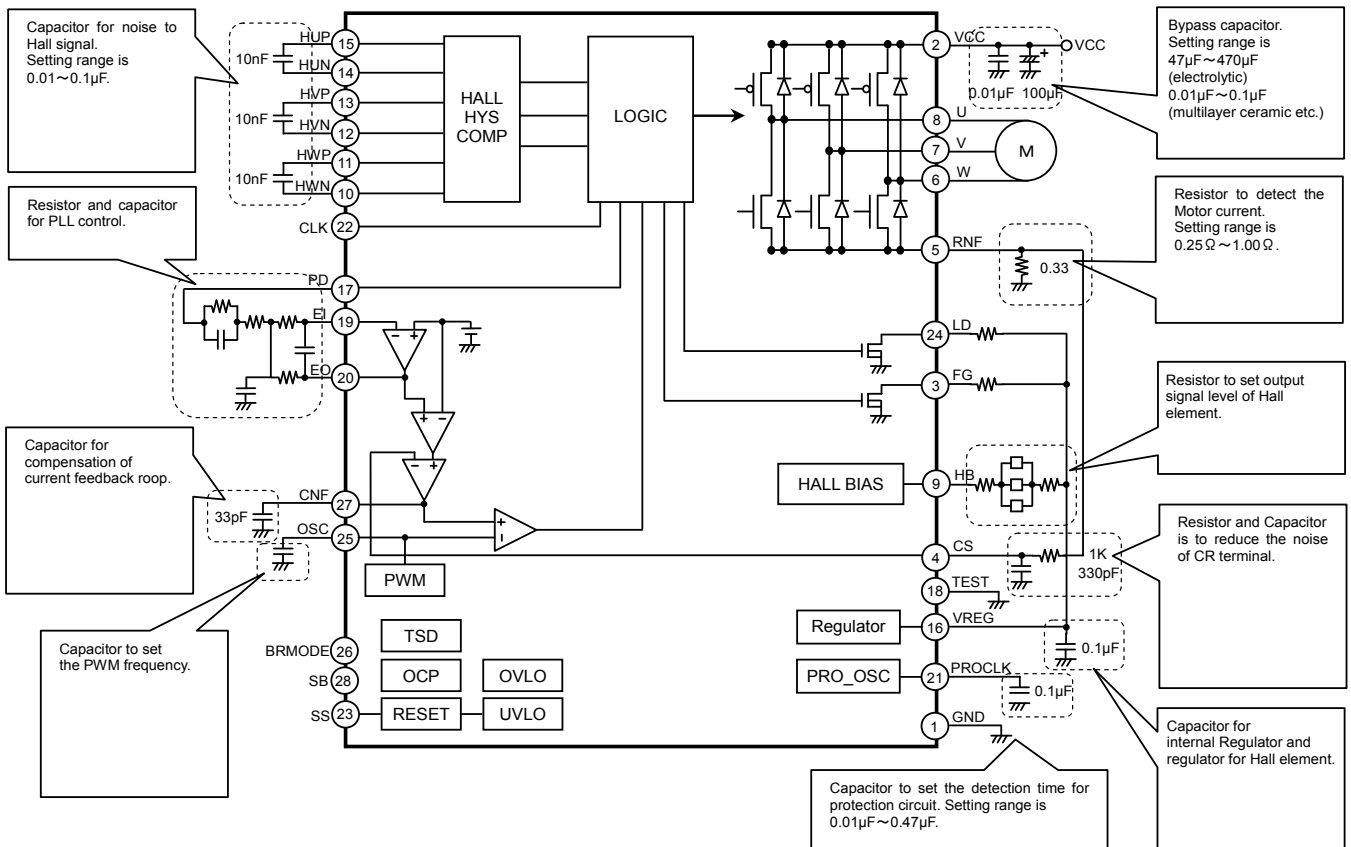 Capacitor for noise to
Hall signal.
Setting range is
0.01～0.1µF.
Resistor and capacitor
for PLL control.
Capacitor for
compensation of
current feedback roop.
Capacitor to set
the PWM frequency.
HUP
15
10nF
HUN
14
HVP
13
10nF
HVN
12
HWP
11
10nF
HWN
10
CLK
22
PD
17
EI
19
EO
20
CNF
27
33pF
OSC
25
BRMODE
26
SB
28
SS
23
HALL
HYS
COMP
LOGIC
PWM
TSD
OCP
OVLO
RESET
UVLO
HALL BIAS
Regulator
PRO_OSC
M
2
VCC
VCC
+
0.01µF
100µF
8
U
7
V
6
W
5
RNF
0.33
24
LD
3
FG
9
HB
4
CS
1K
330pF
18
TEST
16
VREG
0.1µF
21
PROCLK
0.1µF
1
GND
Bypass capacitor.
Setting range is
47µF～470µF
(electrolytic)
0.01µF～0.1µF
(multilayer ceramic etc.)
Resistor to detect the
Motor current.
Setting range is
0.25Ω～1.00Ω.
Resistor to set output
signal level of Hall
element.
Resistor and Capacitor
is to reduce the noise
of CR terminal.
Capacitor for
internal Regulator and
regulator for Hall element.
Capacitor to set the detection time for
protection circuit. Setting range is
0.01µF～0.47µF.